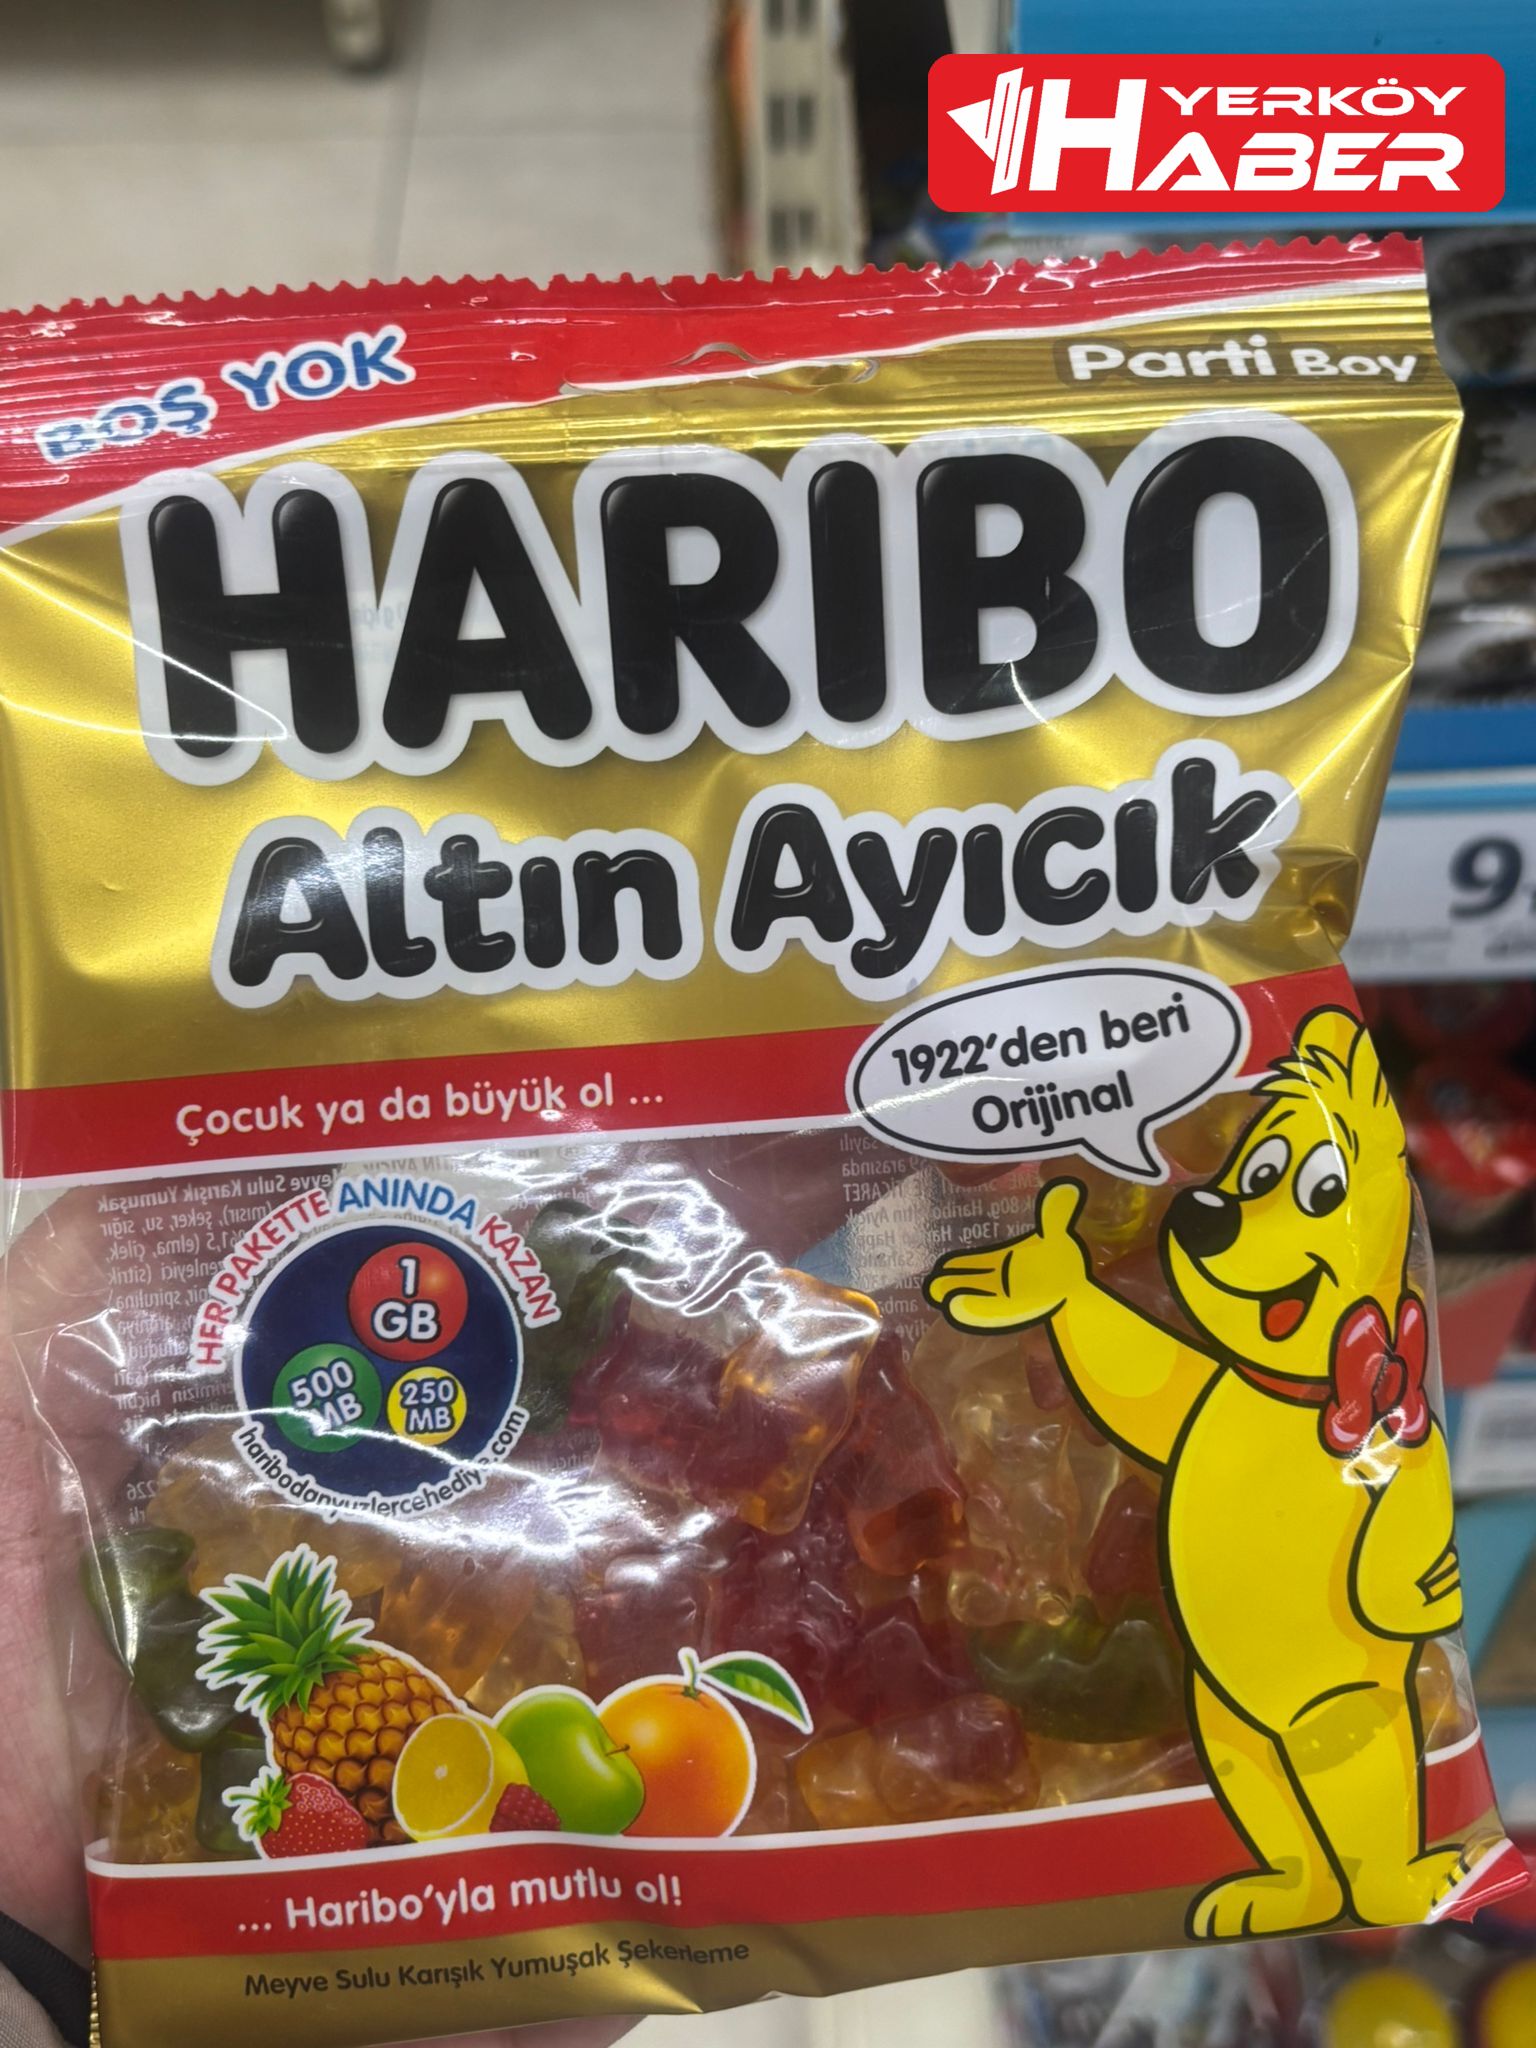 YERKÖY
HABER
BOŞ YOK
Parti Boy
HARIBO
Altın Ayıcık
1922'den beri
Orijinal
Çocuk ya da büyük ol ...
HER PAKETTE ANINDA KAZAN
1
GB
500
MB
250
MB
haribodanyuzlercehediye.com
9
... Haribo'yla mutlu ol!
Meyve Sulu Karışık Yumuşak Şekerleme